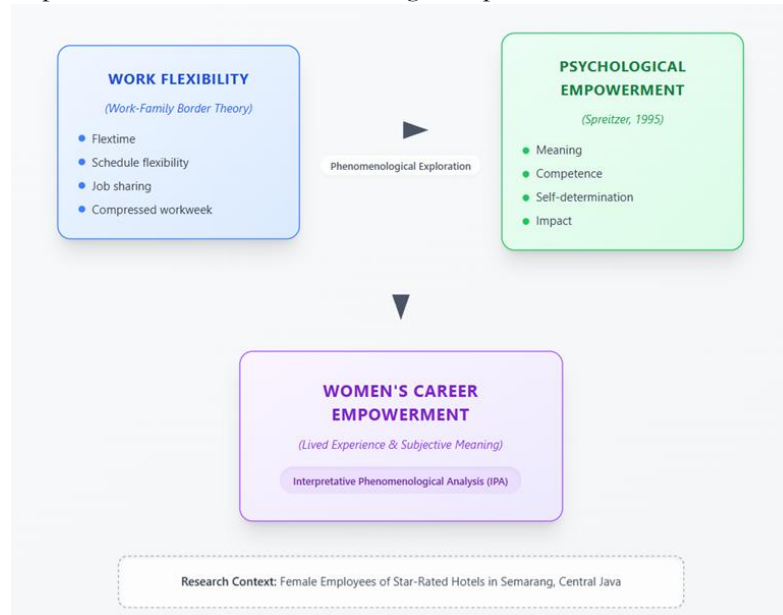 WORK FLEXIBILITY
(Work-Family Border Theory)
Flextime
Schedule flexibility
Job sharing
Compressed workweek
Phenomenological Exploration
PSYCHOLOGICAL
EMPOWERMENT
(Spreitzer, 1995)
Meaning
Competence
Self-determination
Impact
WOMEN'S CAREER
EMPOWERMENT
(Lived Experience & Subjective Meaning)
Interpretative Phenomenological Analysis (IPA)
Research Context: Female Employees of Star-Rated Hotels in Semarang, Central Java